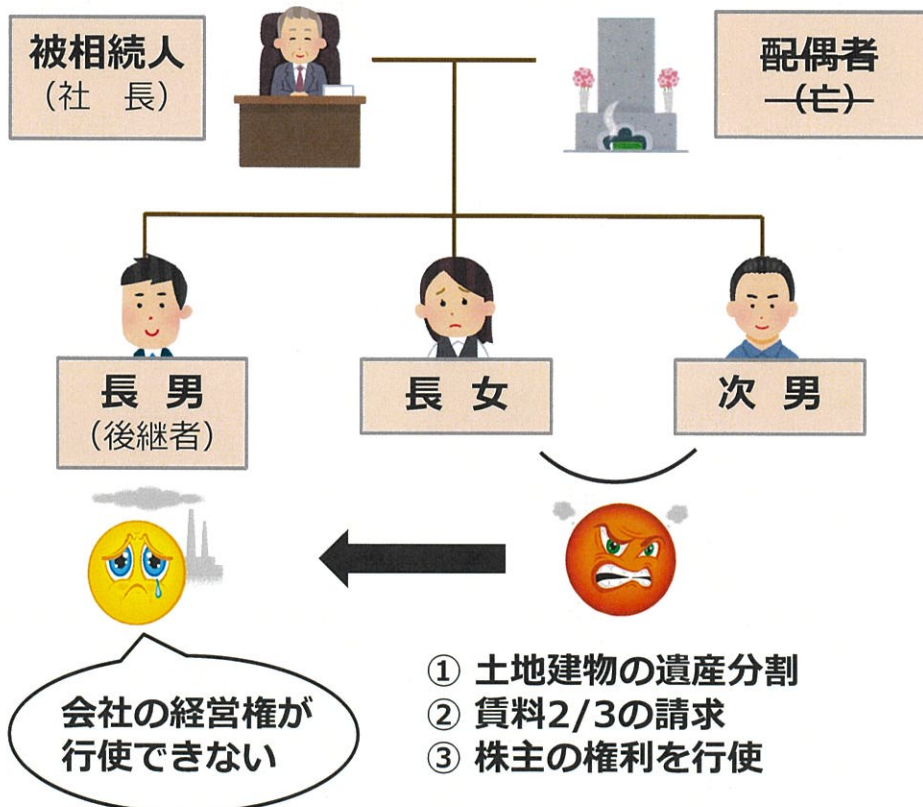 被相続人
（社　長）
配偶者
（亡）
長 男
（後継者）
長 女
次 男
会社の経営権が
行使できない
① 土地建物の遺産分割
② 賃料2/3の請求
③ 株主の権利を行使